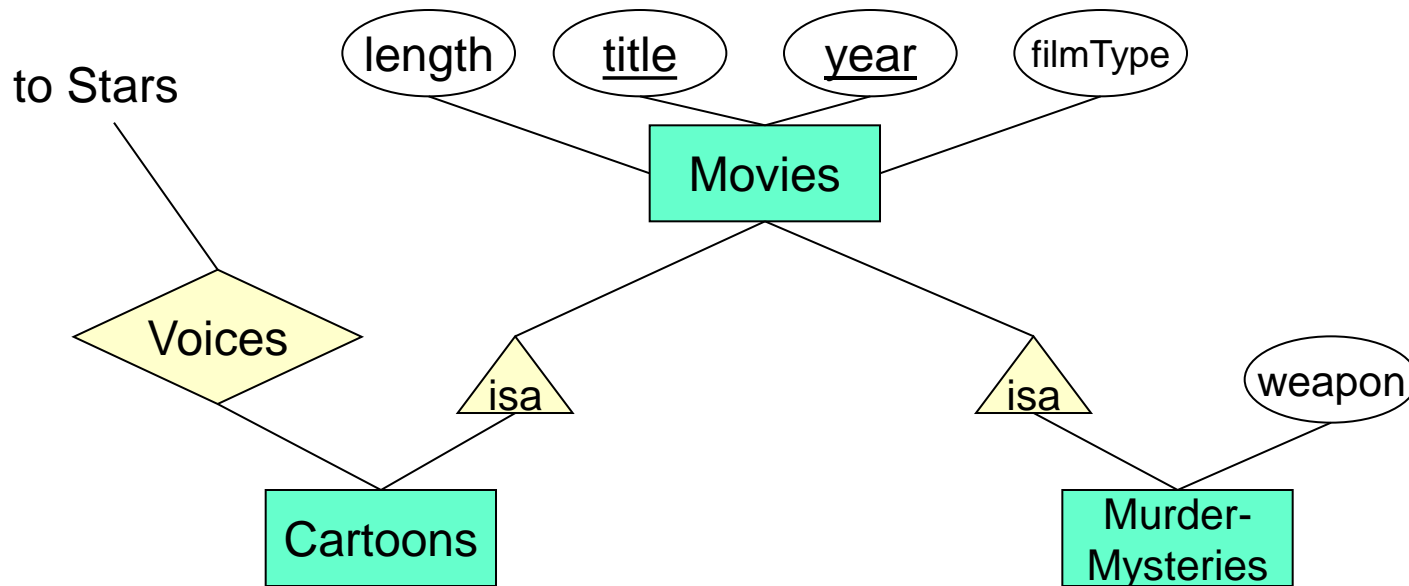 length
title
year
filmType
to Stars
Movies
Voices
isa
isa
weapon
Cartoons
Murder-
Mysteries